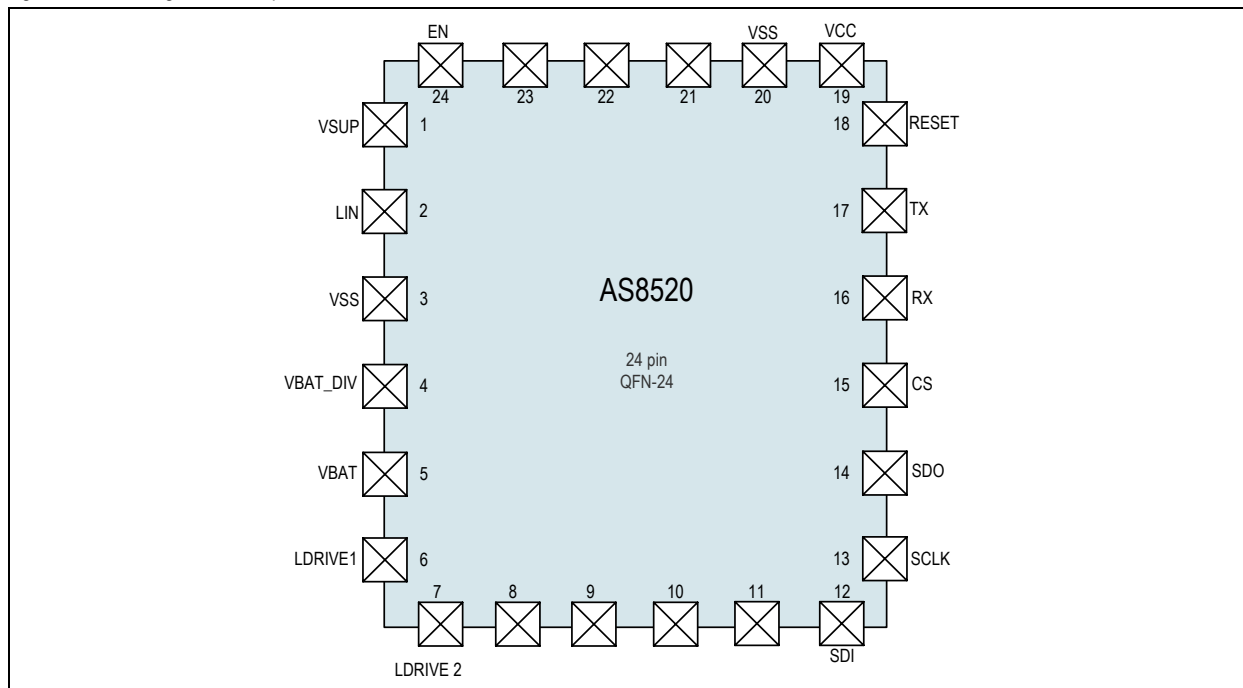 EN
VSS
VCC
24
23
22
21
20
19
VSUP
1
18
RESET
LIN
2
17
TX
VSS
3
AS8520
16
RX
24 pin
QFN-24
VBAT_DIV
4
15
CS
VBAT
5
14
SDO
LDRIVE1
6
13
SCLK
7
8
9
10
11
12
LDRIVE 2
SDI